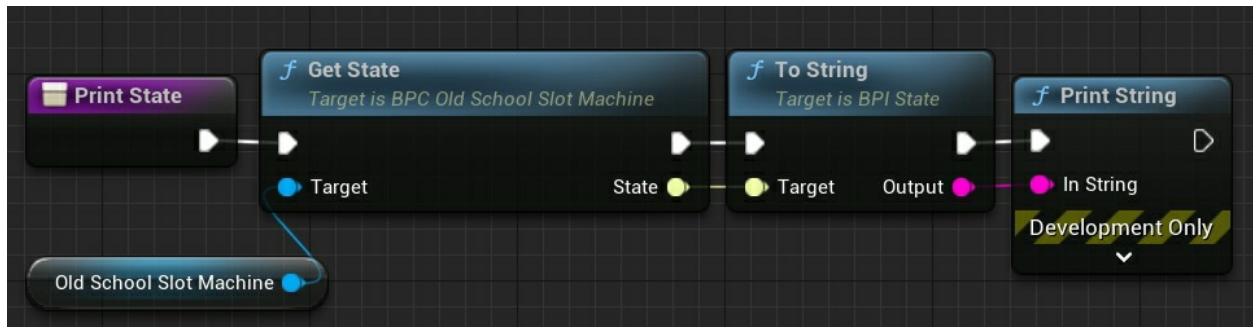 Print State
f Get State
Target is BPC Old School Slot Machine
Target
State
f To String
Target is BPI State
Target
Output
f Print String
In String
Development Only
Old School Slot Machine